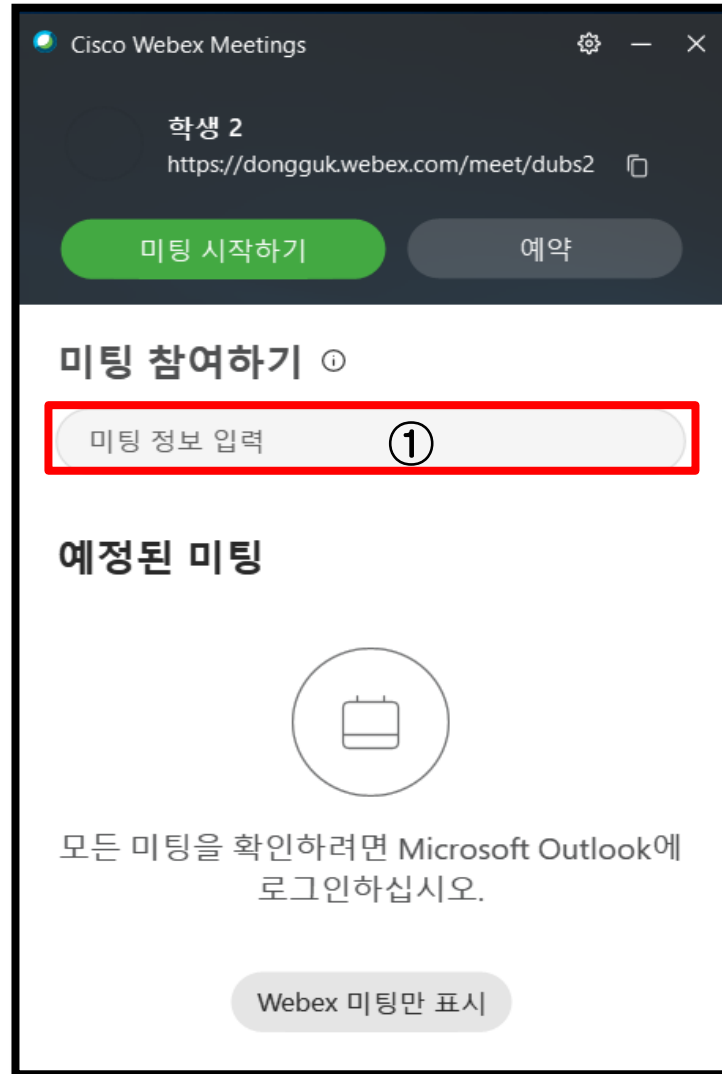 Cisco Webex Meetings
학생 2
https://dongguk.webex.com/meet/dubs2
미팅 시작하기
예약
미팅 참여하기
미팅 정보 입력
①
예정된 미팅
모든 미팅을 확인하려면 Microsoft Outlook에
로그인하십시오.
Webex 미팅만 표시